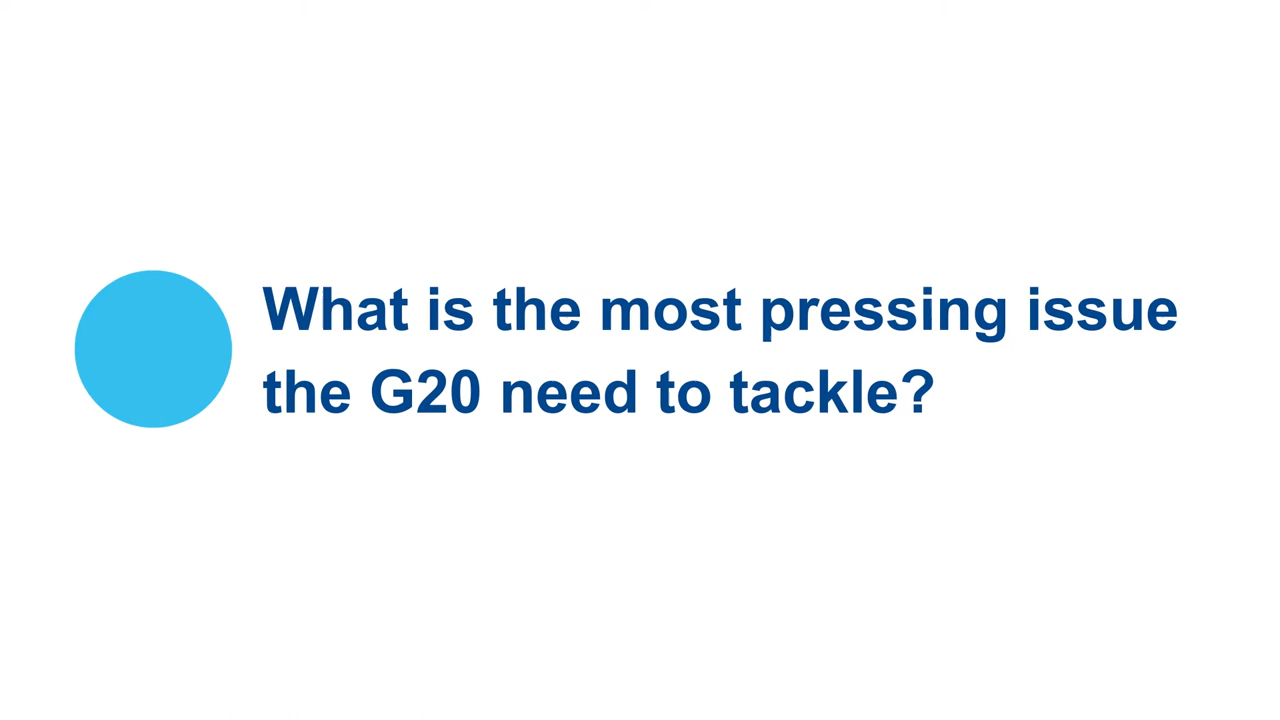 What is the most pressing issue
the G20 need to tackle?